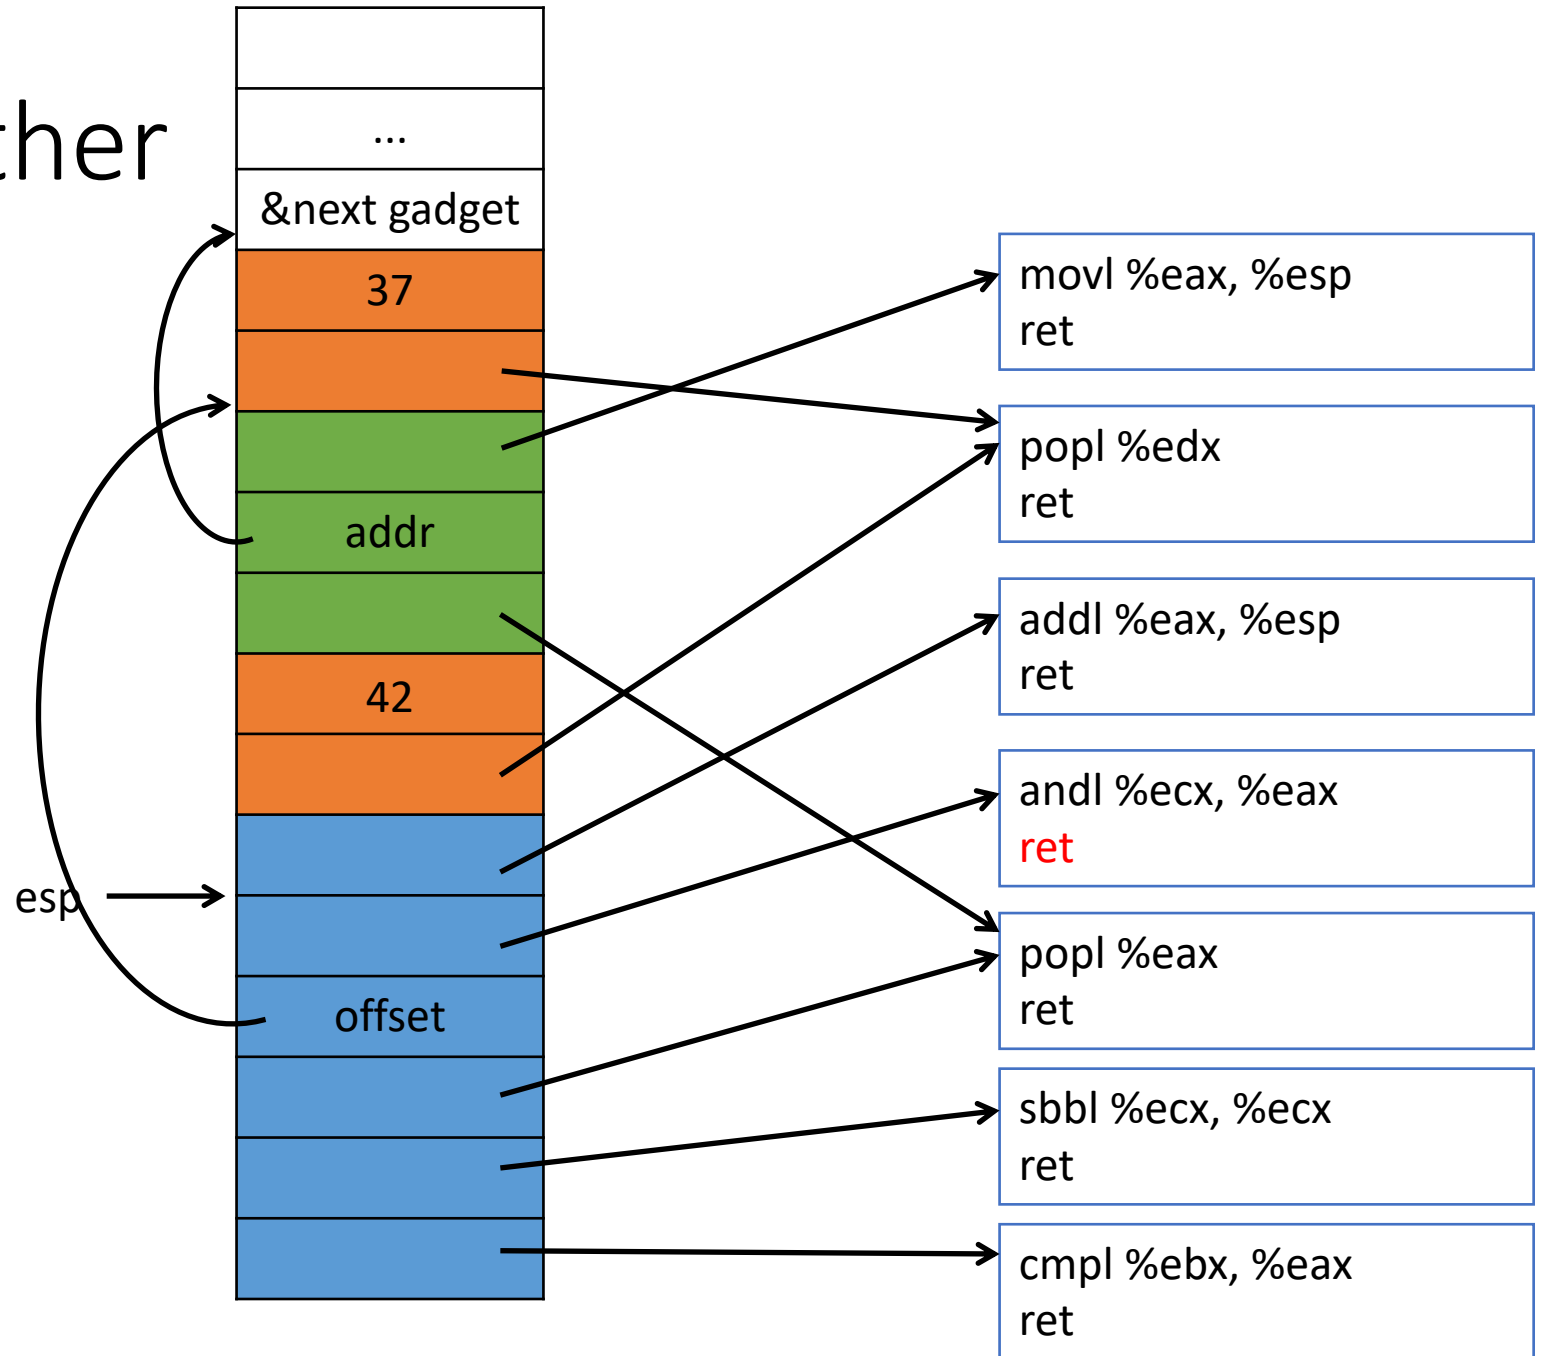 ther
...
&next gadget
37
addr
42
esp
offset
movl %eax, %esp
ret
popl %edx
ret
addl %eax, %esp
ret
andl %ecx, %eax
ret
popl %eax
ret
sbbl %ecx, %ecx
ret
cmpl %ebx, %eax
ret